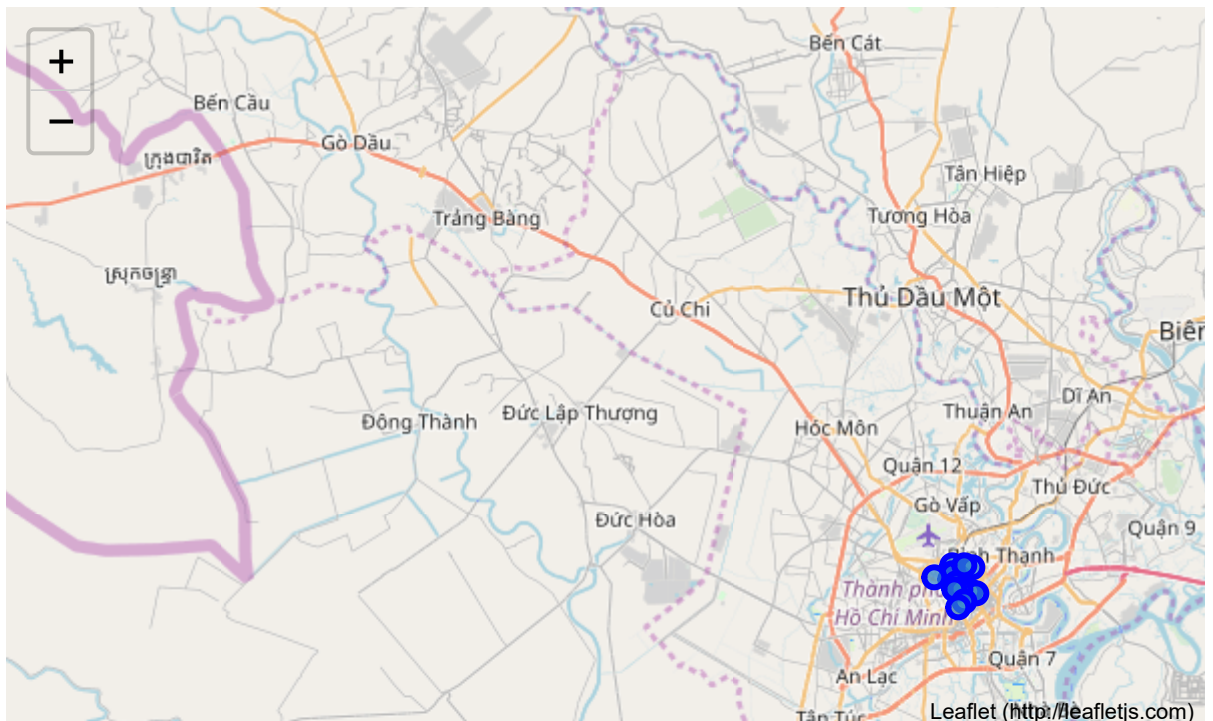 +
−
Bến Cát
Bến Cầu
Gò Dầu
ក្រុងបាវិត
Tân Hiệp
Trảng Bàng
Tương Hòa
ស្រុកចន្ទ្រា
Củ Chi
Thủ Dầu Một
Biên
Dĩ An
Đông Thành
Đức Lập Thượng
Thuận An
Hóc Môn
Quận 12
Thủ Đức
Gò Vấp
Đức Hòa
Quận 9
Bình Thạnh
Thành phố
Hồ Chí Minh
Quận 7
An Lạc
Tân Túc
Leaflet (http://leafletjs.com)